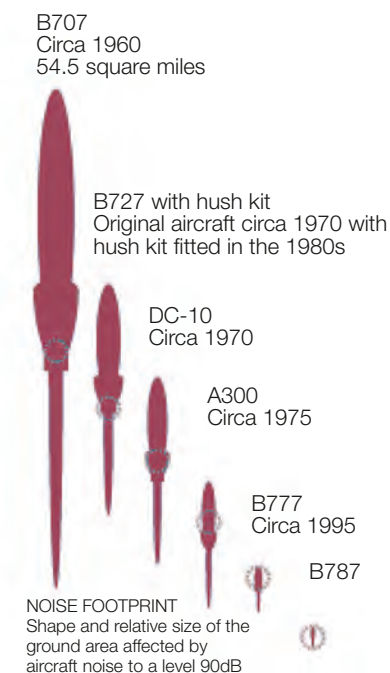 B707
Circa 1960
54.5 square miles
B727 with hush kit
Original aircraft circa 1970 with
hush kit fitted in the 1980s
DC-10
Circa 1970
A300
Circa 1975
B777
Circa 1995
B787
NOISE FOOTPRINT
Shape and relative size of the
ground area affected by
aircraft noise to a level 90dB